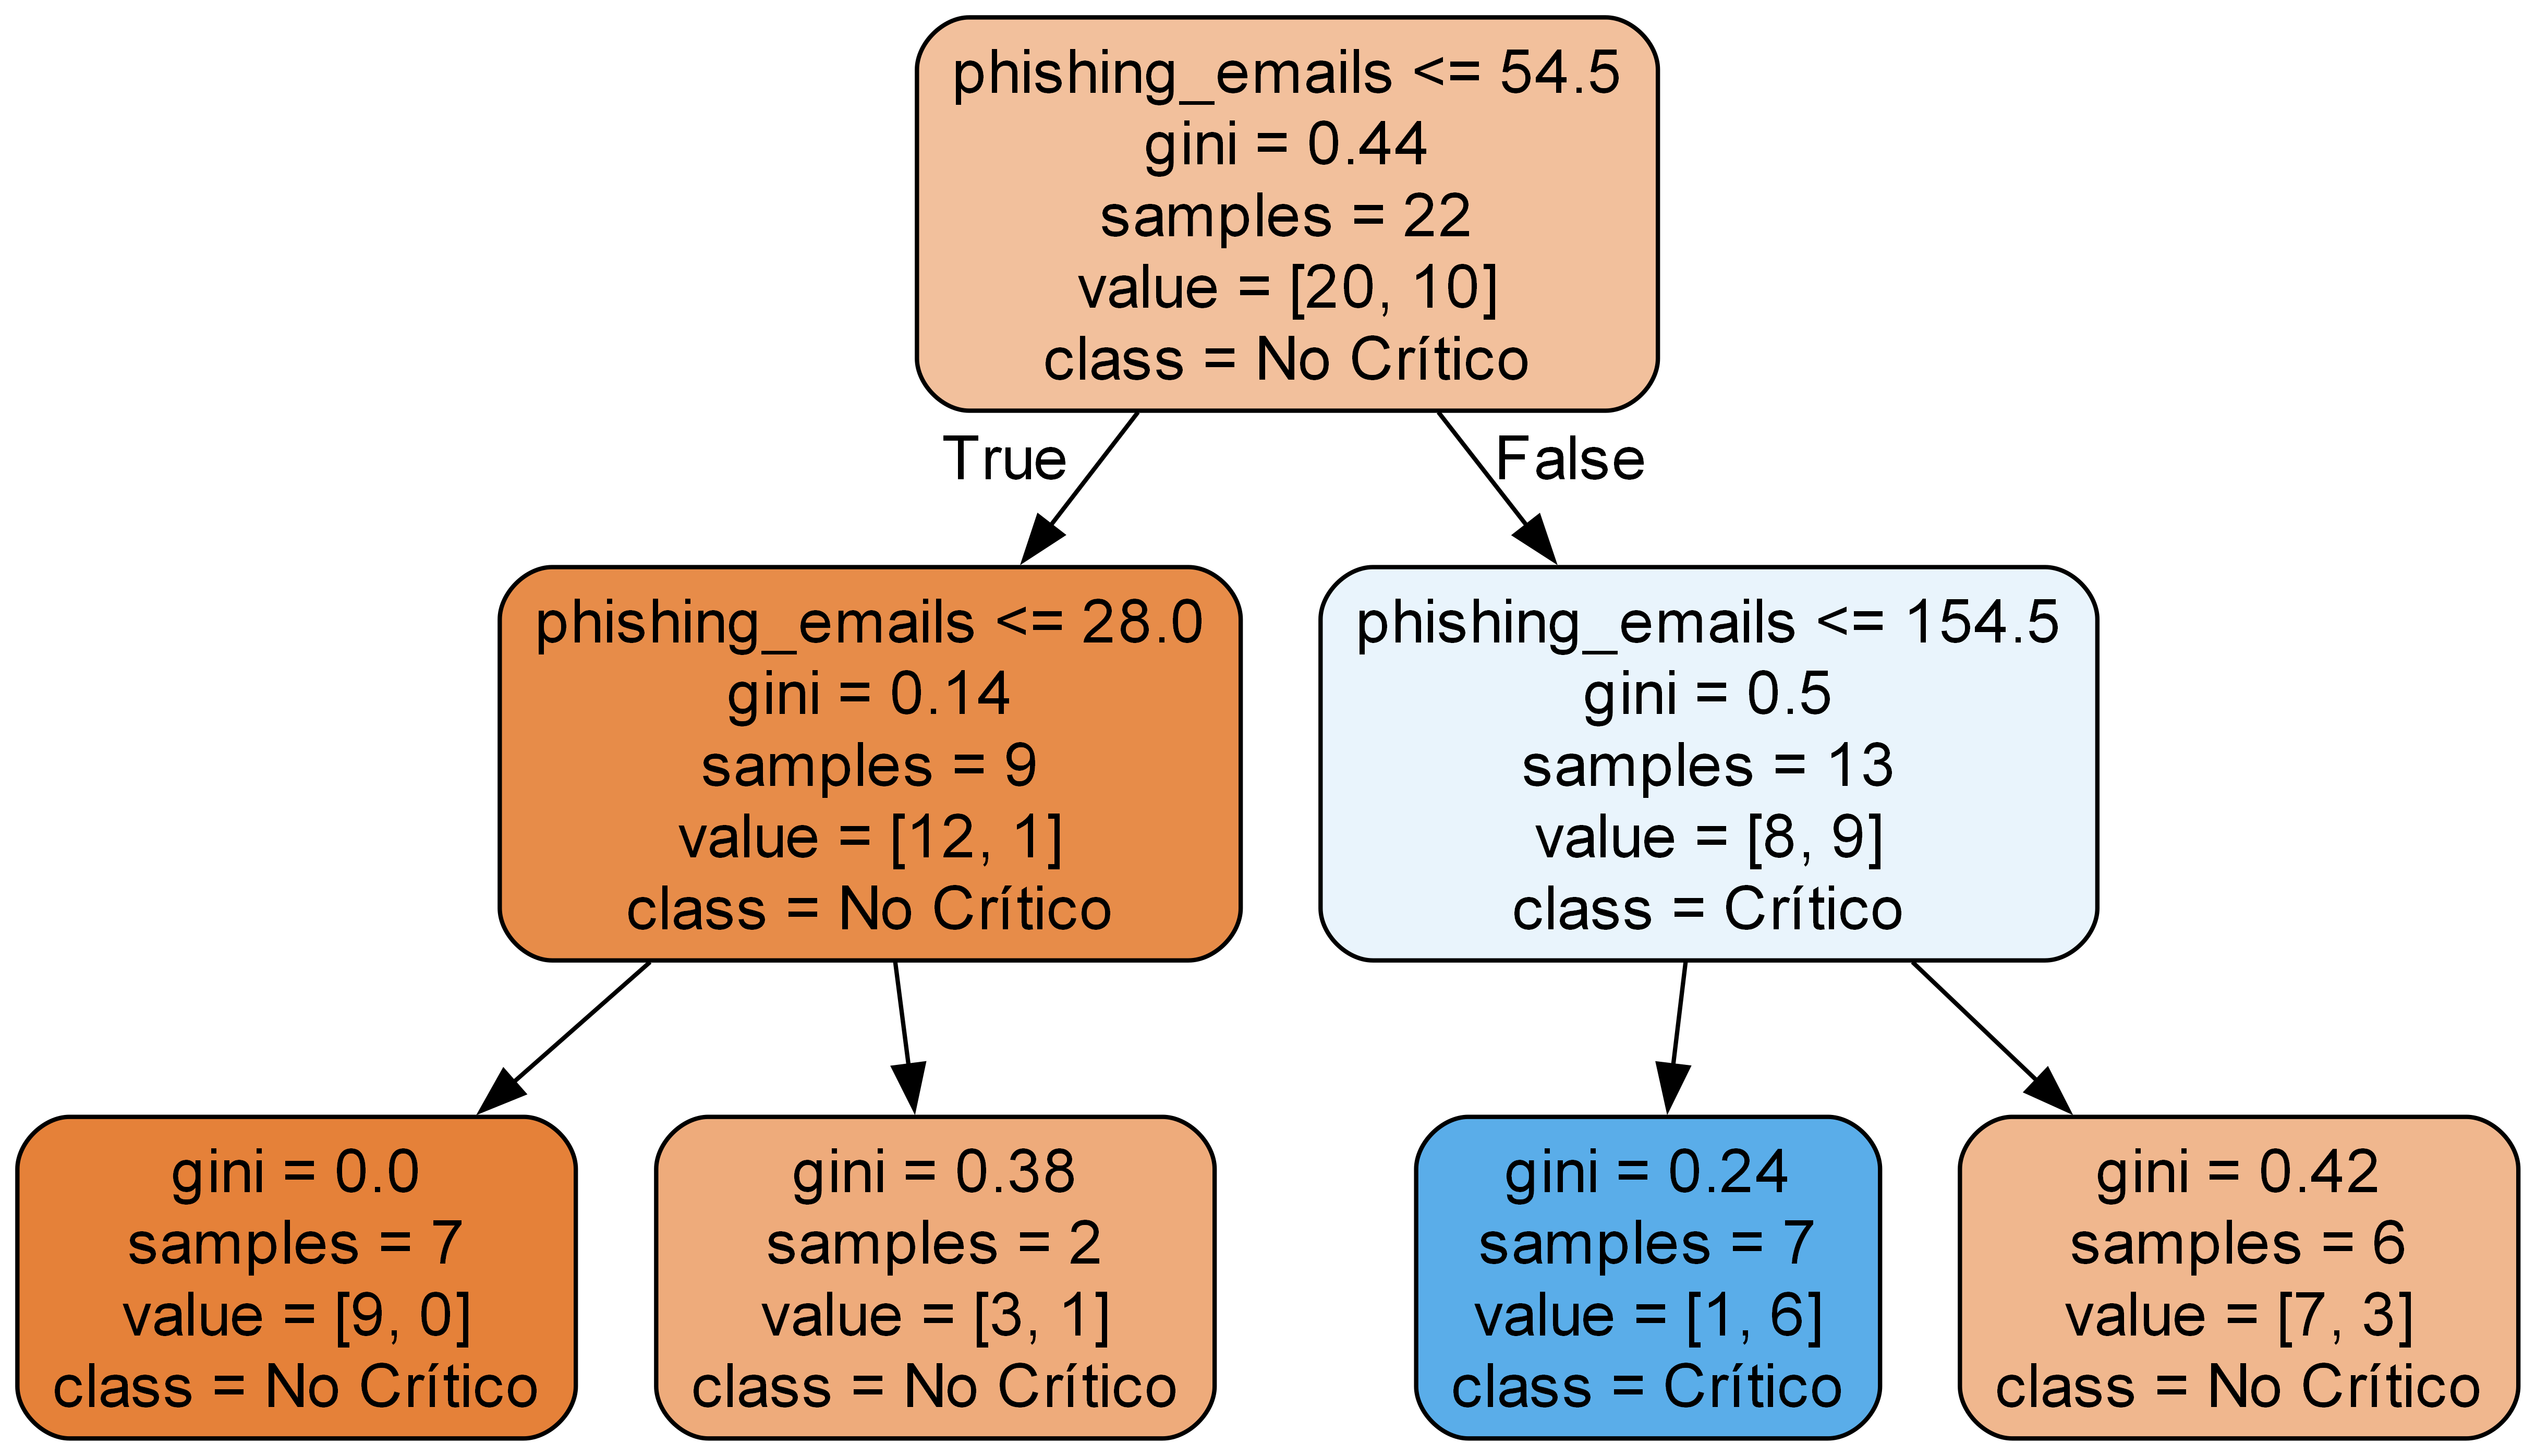 phishing_emails <= 54.5
gini = 0.44
samples = 22
value = [20, 10]
class = No Crítico
True
False
phishing_emails <= 28.0
gini = 0.14
samples = 9
value = [12, 1]
class = No Crítico
phishing_emails <= 154.5
gini = 0.5
samples = 13
value = [8, 9]
class = Crítico
gini = 0.0
samples = 7
value = [9, 0]
class = No Crítico
gini = 0.38
samples = 2
value = [3, 1]
class = No Crítico
gini = 0.24
samples = 7
value = [1, 6]
class = Crítico
gini = 0.42
samples = 6
value = [7, 3]
class = No Crítico